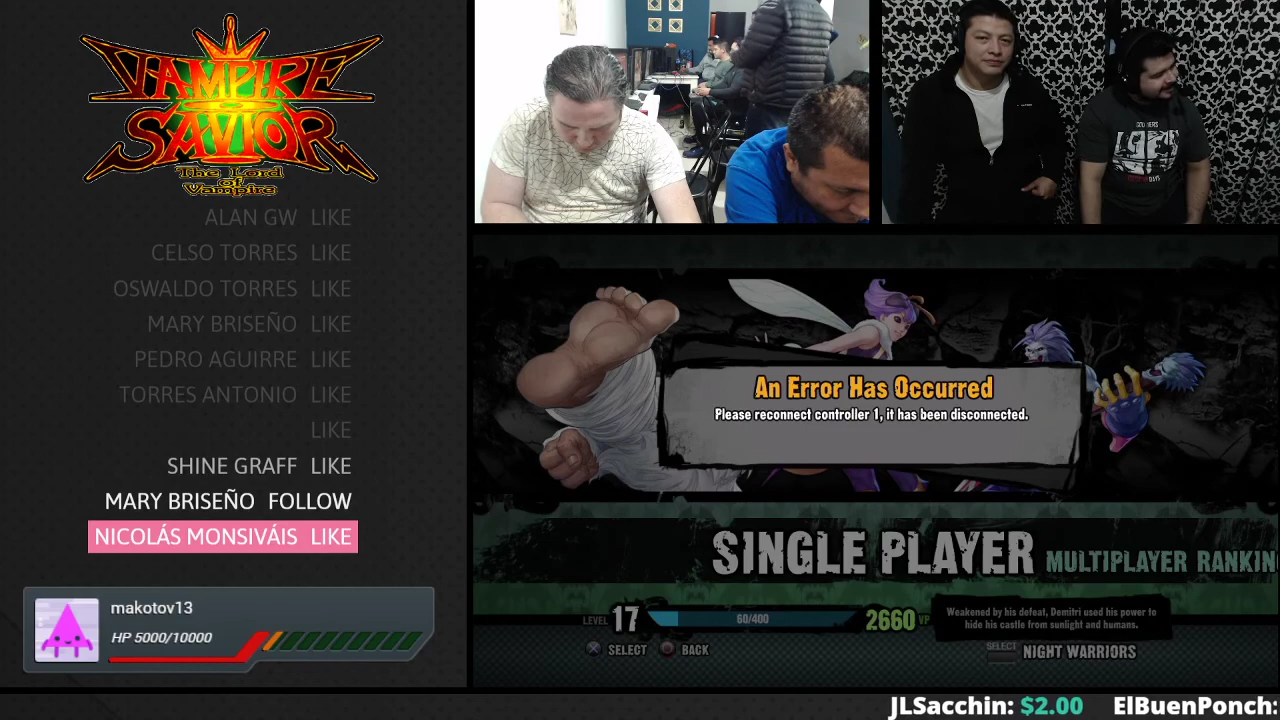 VAMPIRE
SAVIOR
The Lord
of
Vampire
ALAN GW LIKE
CELSO TORRES LIKE
OSWALDO TORRES LIKE
MARY BRISEÑO LIKE
PEDRO AGUIRRE LIKE
TORRES ANTONIO LIKE
LIKE
SHINE GRAFF LIKE
MARY BRISEÑO FOLLOW
NICOLÁS MONSIVÁIS LIKE
makotov13
HP 5000/10000
An Error Has Occurred
Please reconnect controller 1, it has been disconnected.
SINGLE PLAYER MULTIPLAYER RANKIN
LEVEL 17 60/400 2660 VP
Weakened by his defeat, Demitri used his power to
hide his castle from sunlight and humans.
SELECT BACK
SELECT NIGHT WARRIORS
JLSacchin: $2.00 ElBuenPonch: